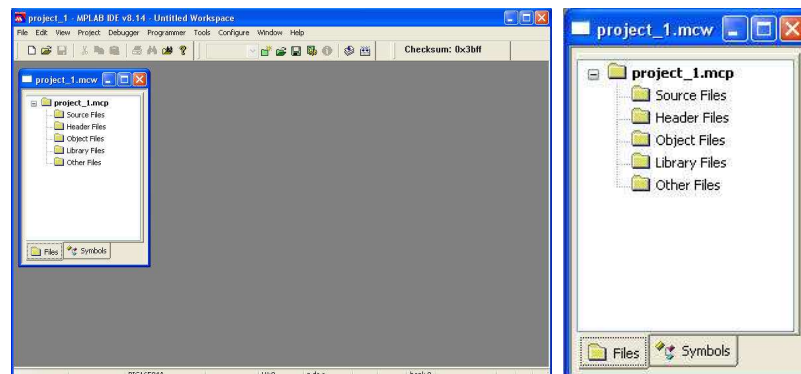 project_1 - MPLAB IDE v8.14 - Untitled Workspace
File Edit View Project Debugger Programmer Tools Configure Window Help
Checksum: 0x3bff
project_1.mcw
project_1.mcp
Source Files
Header Files
Object Files
Library Files
Other Files
Files Symbols
project_1.mcw
project_1.mcp
Source Files
Header Files
Object Files
Library Files
Other Files
Files Symbols